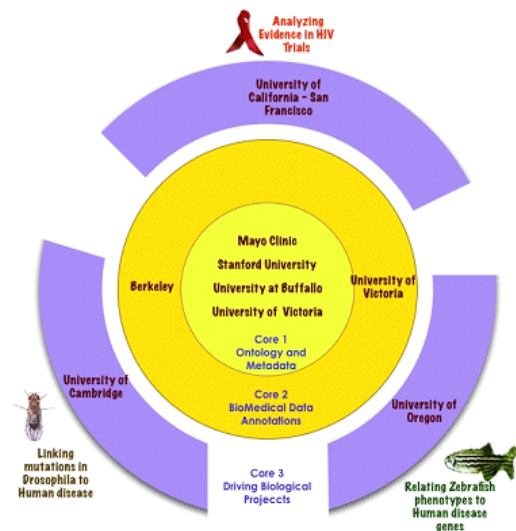 Analyzing
Evidence in HIV
Trials
University of
California - San
Francisco
Mayo Clinic
Stanford University
University at Buffallo
University of Victoria
Berkeley
University of
Victoria
Core 1
Ontology and
Metadata
Core 2
BioMedical Data
Annotations
University of
Cambridge
University of
Oregon
Linking
mutations in
Drosophila to
Human disease
Core 3
Driving Biological
Projeccts
Relating Zebrafish
phenotypes to
Human disease
genes